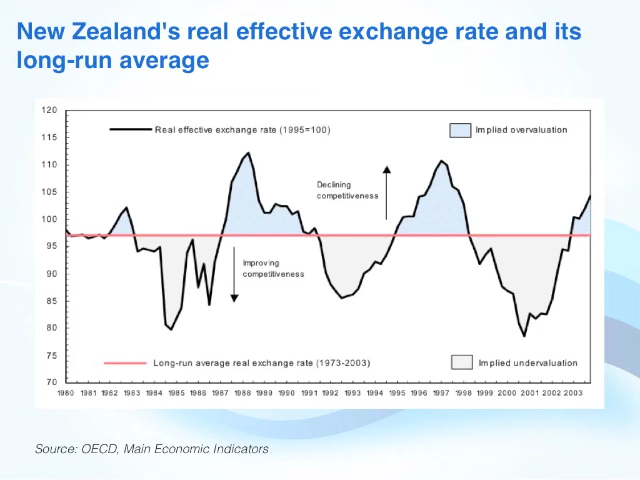 New Zealand's real effective exchange rate and its
long-run average
120
115
110
105
100
95
90
85
80
75
70
Real effective exchange rate (1995=100)
Implied overvaluation
Declining
competitiveness
Improving
competitiveness
Long-run average real exchange rate (1973-2003)
Implied undervaluation
1980 1981 1982 1983 1984 1985 1986 1987 1988 1989 1990 1991 1992 1993 1994 1995 1996 1997 1998 1999 2000 2001 2002 2003
Source: OECD, Main Economic Indicators